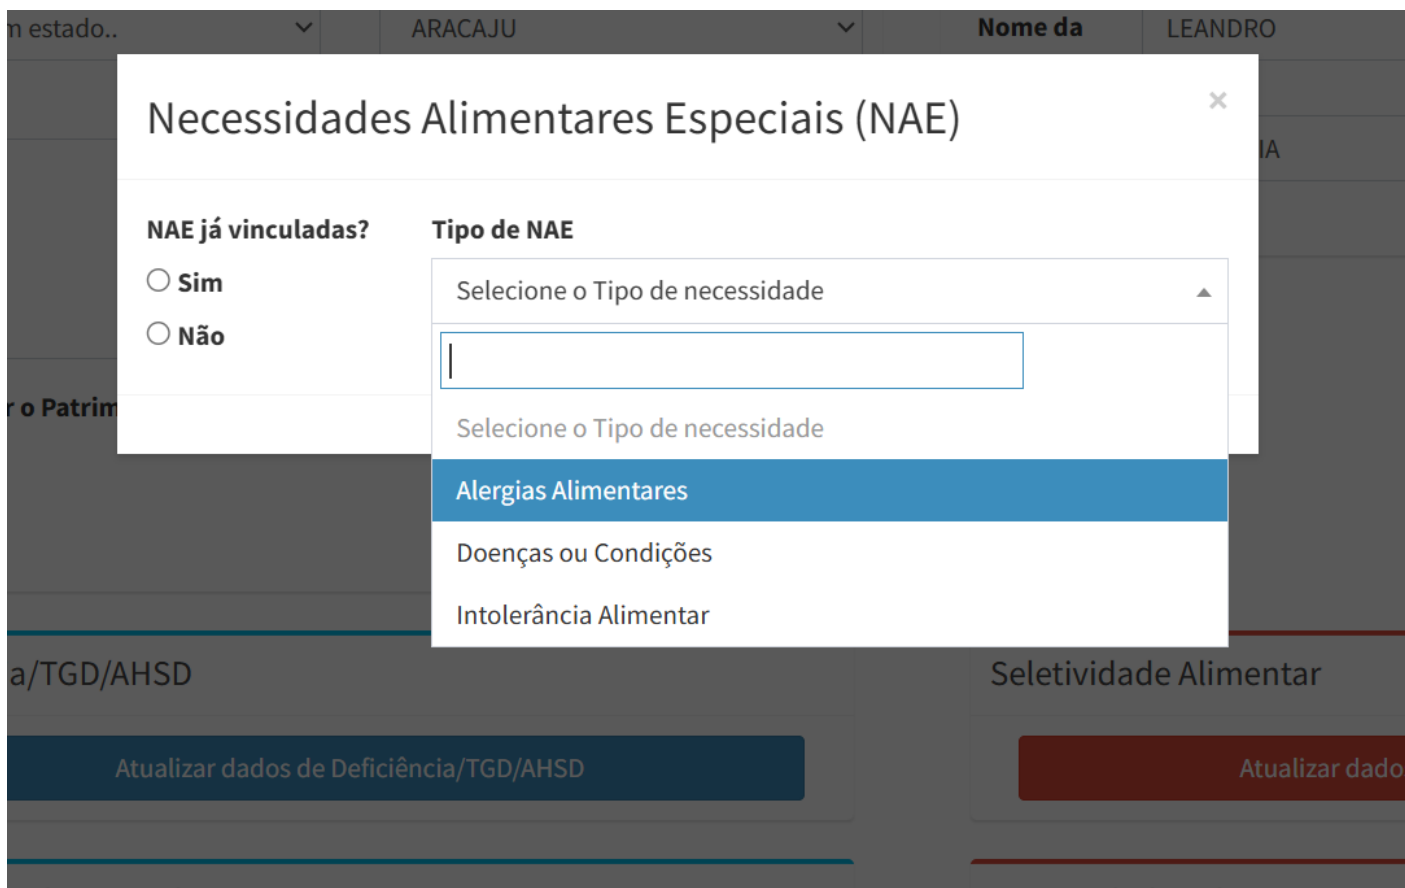 m estado..
ARACAJU
Nome da
LEANDRO
Necessidades Alimentares Especiais (NAE)
×
IA
NAE já vinculadas?
Tipo de NAE
Sim
Selecione o Tipo de necessidade
Não
r o Patrim
Selecione o Tipo de necessidade
Alergias Alimentares
Doenças ou Condições
Intolerância Alimentar
a/TGD/AHSD
Seletividade Alimentar
Atualizar dados de Deficiência/TGD/AHSD
Atualizar dado